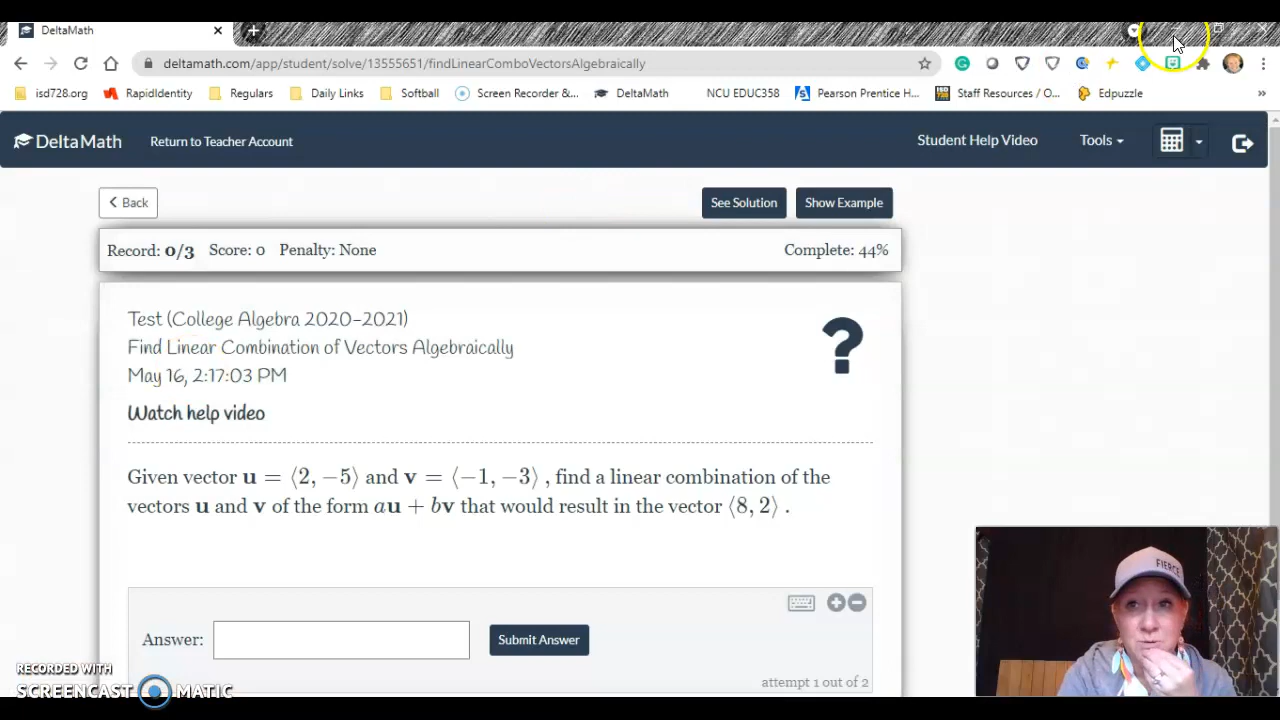 DeltaMath
deltamath.com/app/student/solve/13555651/findLinearComboVectorsAlgebraically
isd728.org RapidIdentity Regulars Daily Links Softball Screen Recorder &... DeltaMath NCU EDUC358 Pearson Prentice H... Staff Resources / O... Edpuzzle »
DeltaMath Return to Teacher Account Student Help Video Tools
Back See Solution Show Example
Record: 0/3 Score: 0 Penalty: None Complete: 44%
Test (College Algebra 2020-2021)
Find Linear Combination of Vectors Algebraically
May 16, 2:17:03 PM
?
Watch help video
Given vector u = ⟨2, −5⟩ and v = ⟨−1, −3⟩ , find a linear combination of the
vectors u and v of the form au + bv that would result in the vector ⟨8, 2⟩ .
FIERCE
Answer: Submit Answer
attempt 1 out of 2
RECORDED WITH
SCREENCAST MATIC